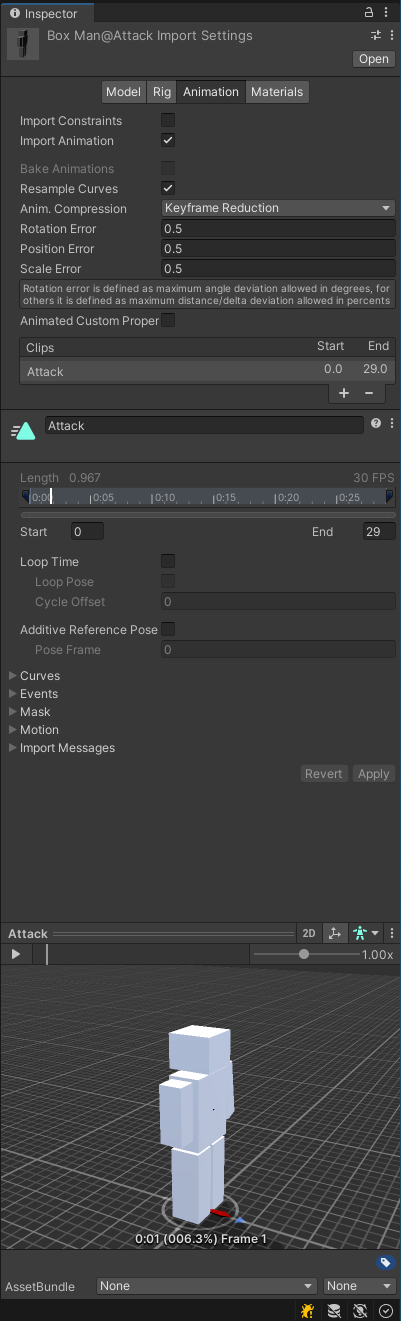 Inspector
Box Man@Attack Import Settings
Open
Model Rig Animation Materials
Import Constraints
Import Animation
Bake Animations
Resample Curves
Anim. Compression Keyframe Reduction
Rotation Error 0.5
Position Error 0.5
Scale Error 0.5
Rotation error is defined as maximum angle deviation allowed in degrees, for
others it is defined as maximum distance/delta deviation allowed in percents
Animated Custom Proper
Clips Start End
Attack 0.0 29.0
+ −
Attack
Length 0.967 30 FPS
0:00 0:05 0:10 0:15 0:20 0:25
Start 0 End 29
Loop Time
Loop Pose
Cycle Offset 0
Additive Reference Pose
Pose Frame 0
Curves
Events
Mask
Motion
Import Messages
Revert Apply
Attack 2D
1.00x
0:01 (006.3%) Frame 1
AssetBundle None None